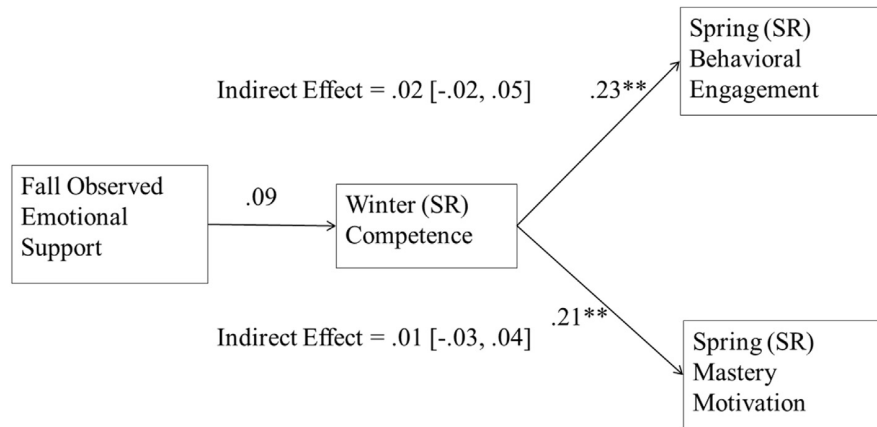 Spring (SR)
Behavioral
Engagement
Indirect Effect = .02 [-.02, .05]
.23**
Fall Observed
Emotional
Support
.09
Winter (SR)
Competence
Indirect Effect = .01 [-.03, .04]
.21**
Spring (SR)
Mastery
Motivation